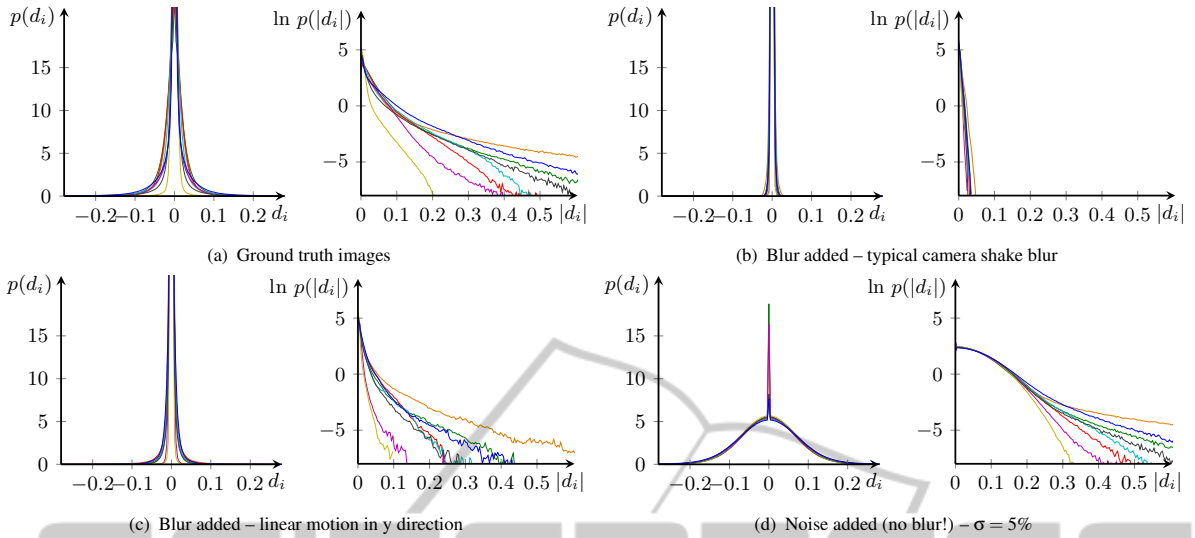 p(d_i)
15
10
5
0
−0.2 −0.1 0 0.1 0.2 d_i
ln p(|d_i|)
5
0
−5
0 0.1 0.2 0.3 0.4 0.5 |d_i|
(a) Ground truth images
p(d_i)
15
10
5
0
−0.2 −0.1 0 0.1 0.2 d_i
ln p(|d_i|)
5
0
−5
0 0.1 0.2 0.3 0.4 0.5 |d_i|
(b) Blur added – typical camera shake blur
p(d_i)
15
10
5
0
−0.2 −0.1 0 0.1 0.2 d_i
ln p(|d_i|)
5
0
−5
0 0.1 0.2 0.3 0.4 0.5 |d_i|
(c) Blur added – linear motion in y direction
p(d_i)
15
10
5
0
−0.2 −0.1 0 0.1 0.2 d_i
ln p(|d_i|)
5
0
−5
0 0.1 0.2 0.3 0.4 0.5 |d_i|
(d) Noise added (no blur!) – σ = 5%